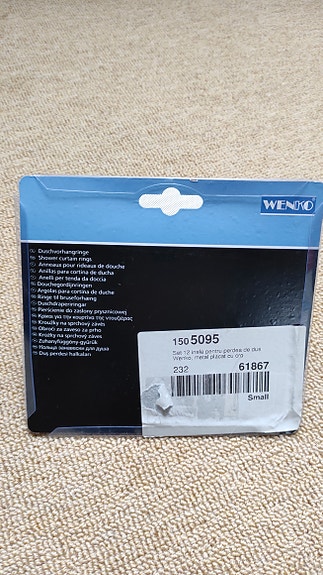 WENKO
Duschvorhangringe
Shower curtain rings
Anneaux pour rideaux de douche
Anillas para cortina de ducha
Anelli per tenda da doccia
Douchegordijnringen
Argolas para cortina de duche
Ringe til bruseforhæng
Duschdraperiringar
Pierścienie do zasłony prysznicowej
Κρίκοι για την κουρτίνα της ντουζιέρας
Kroužky na sprchový závěs
Obroči za zaveso za prho
Krúžky na sprchový záves
Zuhanyfüggöny-gyűrűk
Кольца занавески для душа
Duş perdesi halkaları
150 5095
Set 12 inele pentru perdea de dus
Wenko, metal placat cu oro
232 61867
Small